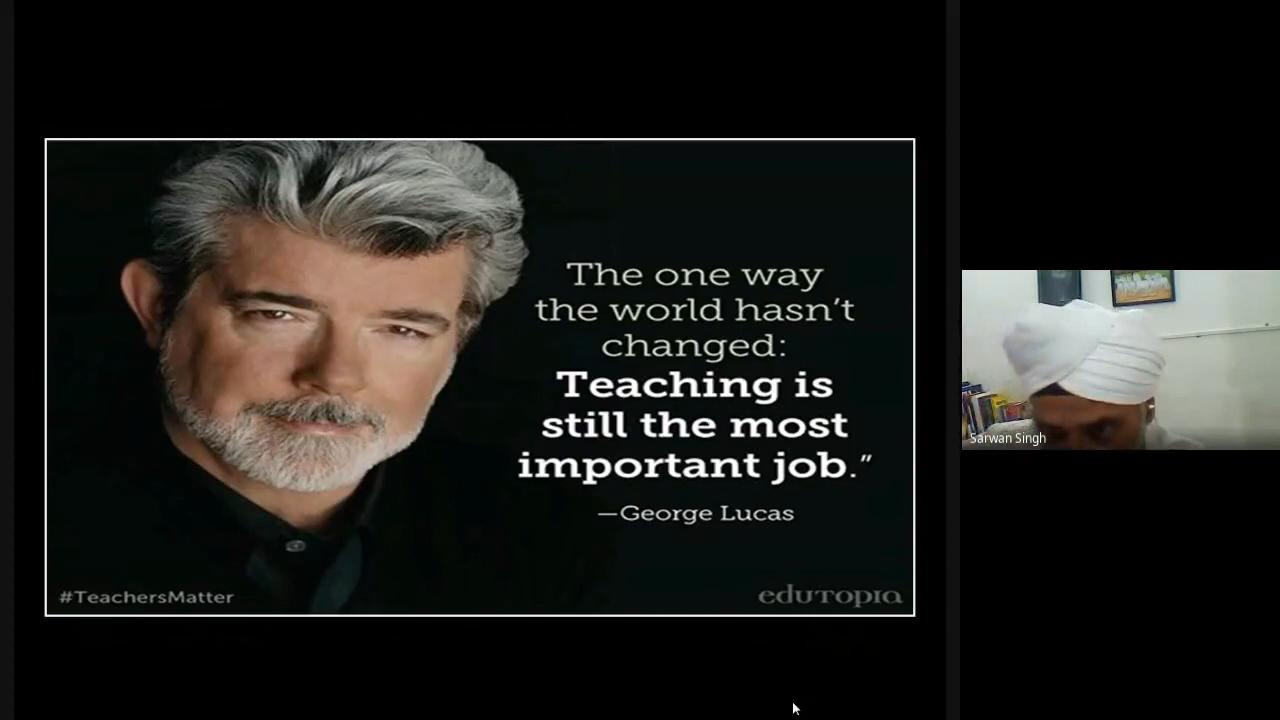 The one way
the world hasn't
changed:
Teaching is
still the most
important job.”
—George Lucas
#TeachersMatter
edutopia
Sarwan Singh